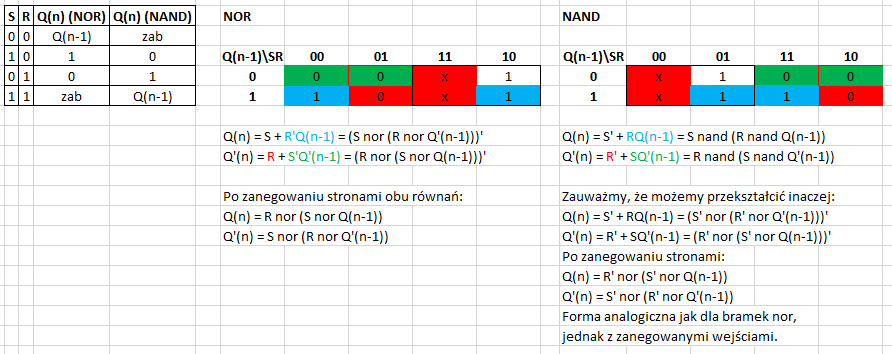 S R Q(n) (NOR) Q(n) (NAND)
0 0 Q(n-1) zab
1 0 1 0
0 1 0 1
1 1 zab Q(n-1)
NOR
Q(n-1)\SR 00 01 11 10
0 0 0 x 1
1 1 0 x 1
Q(n) = S + R'Q(n-1) = (S nor (R nor Q'(n-1)))'
Q'(n) = R + S'Q'(n-1) = (R nor (S nor Q(n-1)))'
Po zanegowaniu stronami obu równań:
Q(n) = R nor (S nor Q(n-1))
Q'(n) = S nor (R nor Q'(n-1))
NAND
Q(n-1)\SR 00 01 11 10
0 x 1 0 0
1 x 1 1 0
Q(n) = S' + RQ(n-1) = S nand (R nand Q(n-1))
Q'(n) = R' + SQ'(n-1) = R nand (S nand Q'(n-1))
Zauważmy, że możemy przekształcić inaczej:
Q(n) = S' + RQ(n-1) = (S' nor (R' nor Q'(n-1)))'
Q'(n) = R' + SQ'(n-1) = (R' nor (S' nor Q(n-1)))'
Po zanegowaniu stronami:
Q(n) = R' nor (S' nor Q(n-1))
Q'(n) = S' nor (R' nor Q'(n-1))
Forma analogiczna jak dla bramek nor,
jednak z zanegowanymi wejściami.